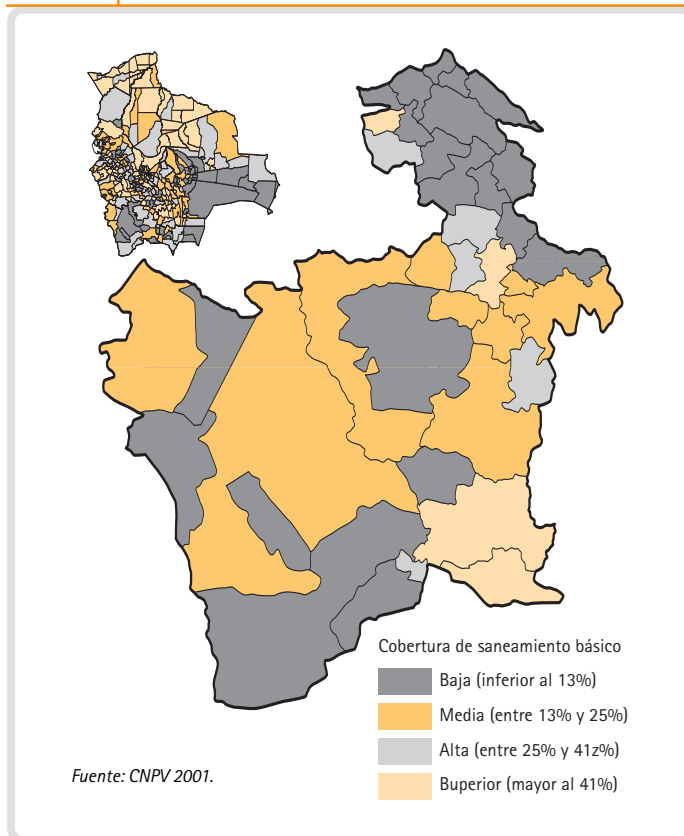 Cobertura de saneamiento básico
Baja (inferior al 13%)
Media (entre 13% y 25%)
Alta (entre 25% y 41z%)
Buperior (mayor al 41%)
Fuente: CNPV 2001.